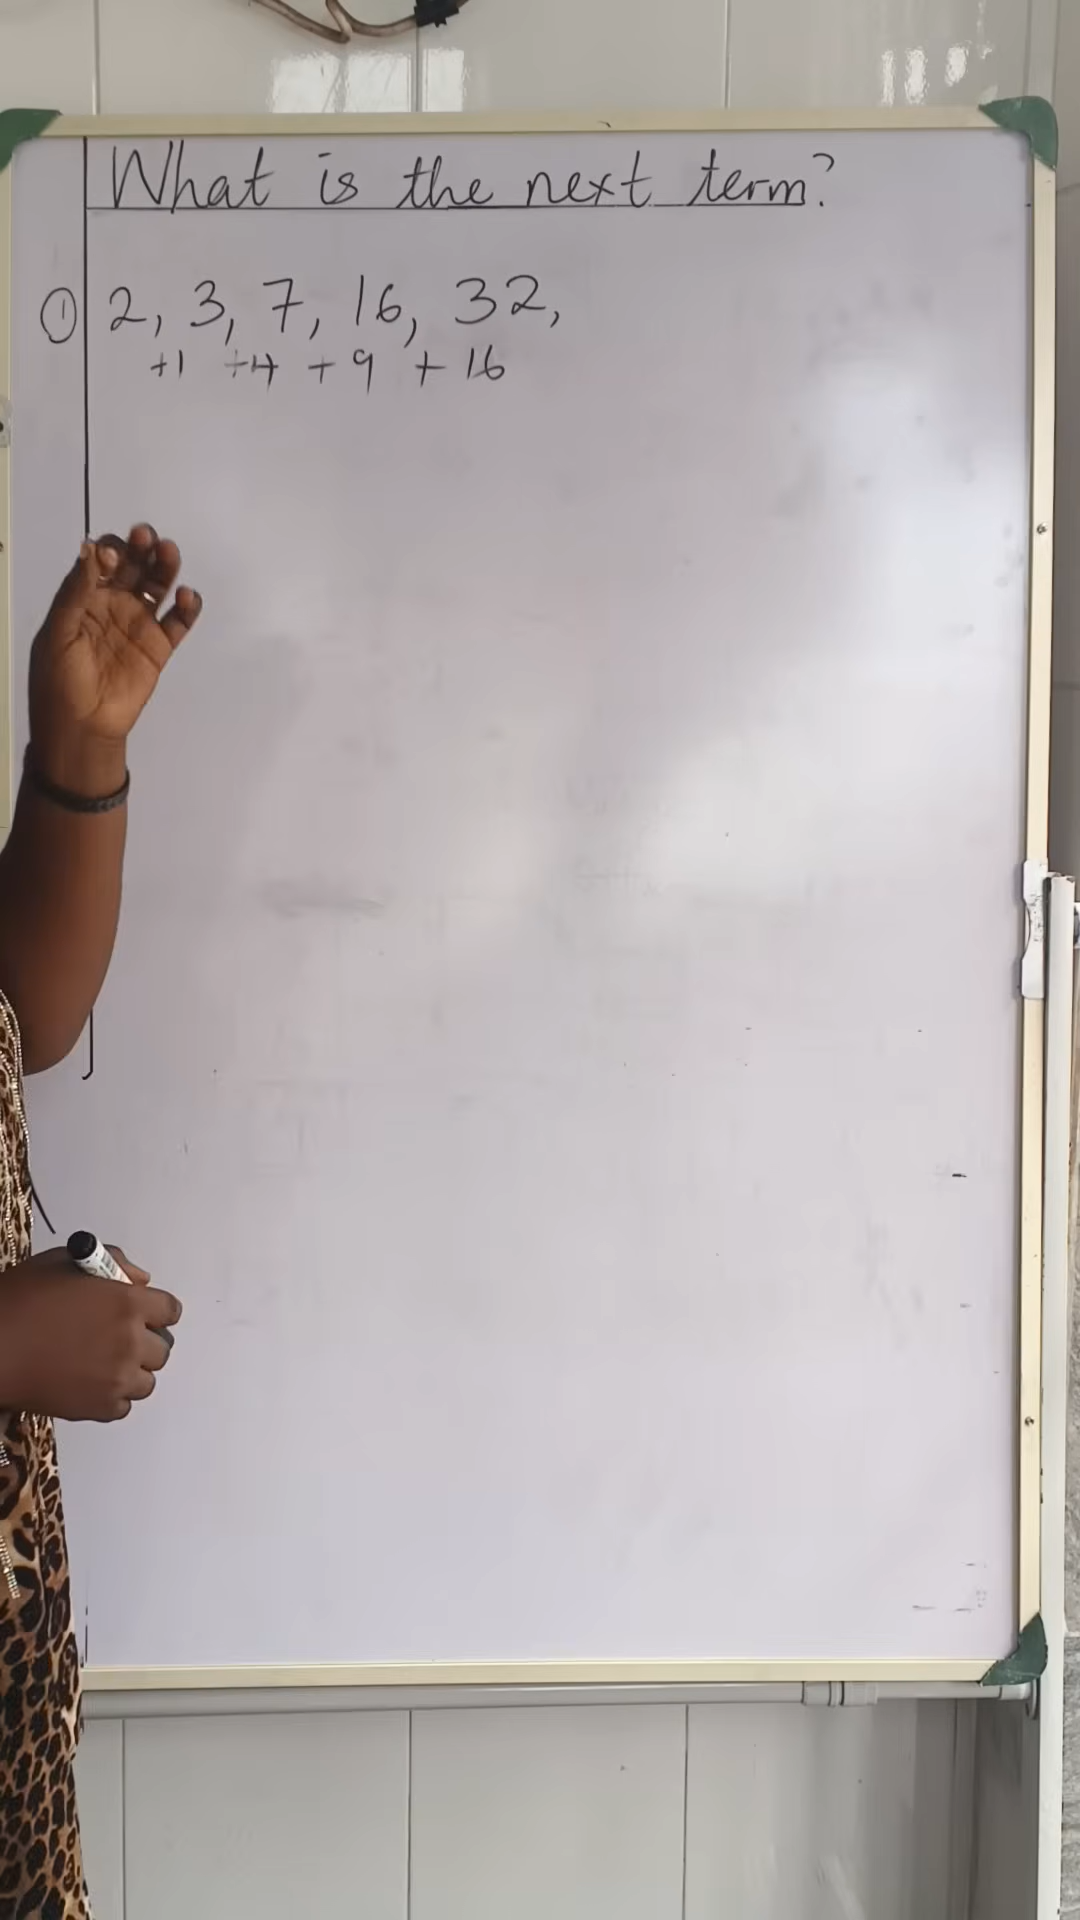 What is the next term?
① 2, 3, 7, 16, 32,
+1 +4 +9 +16